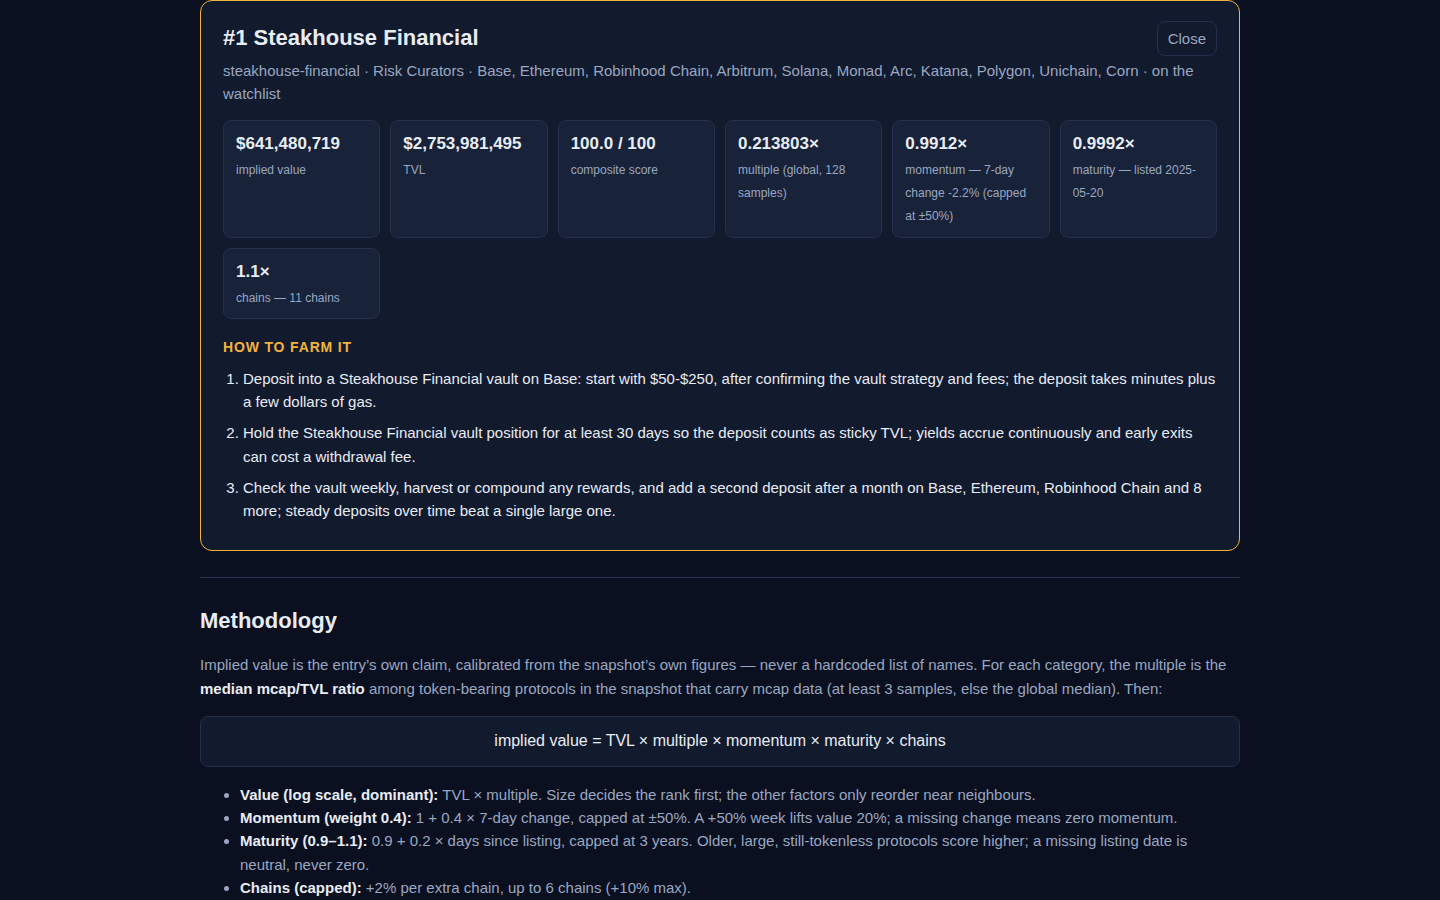 #1 Steakhouse Financial
Close
steakhouse-financial · Risk Curators · Base, Ethereum, Robinhood Chain, Arbitrum, Solana, Monad, Arc, Katana, Polygon, Unichain, Corn · on the
watchlist
$641,480,719
implied value
$2,753,981,495
TVL
100.0 / 100
composite score
0.213803×
multiple (global, 128
samples)
0.9912×
momentum — 7-day
change -2.2% (capped
at ±50%)
0.9992×
maturity — listed 2025-
05-20
1.1×
chains — 11 chains
HOW TO FARM IT
1. Deposit into a Steakhouse Financial vault on Base: start with $50-$250, after confirming the vault strategy and fees; the deposit takes minutes plus
a few dollars of gas.
2. Hold the Steakhouse Financial vault position for at least 30 days so the deposit counts as sticky TVL; yields accrue continuously and early exits
can cost a withdrawal fee.
3. Check the vault weekly, harvest or compound any rewards, and add a second deposit after a month on Base, Ethereum, Robinhood Chain and 8
more; steady deposits over time beat a single large one.
Methodology
Implied value is the entry’s own claim, calibrated from the snapshot’s own figures — never a hardcoded list of names. For each category, the multiple is the
median mcap/TVL ratio among token-bearing protocols in the snapshot that carry mcap data (at least 3 samples, else the global median). Then:
implied value = TVL × multiple × momentum × maturity × chains
• Value (log scale, dominant): TVL × multiple. Size decides the rank first; the other factors only reorder near neighbours.
• Momentum (weight 0.4): 1 + 0.4 × 7-day change, capped at ±50%. A +50% week lifts value 20%; a missing change means zero momentum.
• Maturity (0.9–1.1): 0.9 + 0.2 × days since listing, capped at 3 years. Older, large, still-tokenless protocols score higher; a missing listing date is
neutral, never zero.
• Chains (capped): +2% per extra chain, up to 6 chains (+10% max).